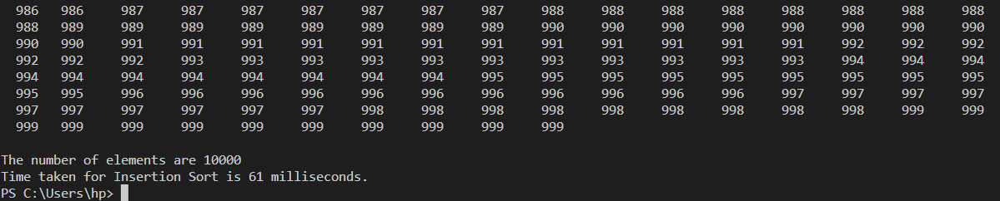 986 986 987 987 987 987 987 987 987 988 988 988 988 988 988 988 988
988 989 989 989 989 989 989 989 989 990 990 990 990 990 990 990 990
990 990 991 991 991 991 991 991 991 991 991 991 991 991 992 992 992
992 992 992 993 993 993 993 993 993 993 993 993 993 993 994 994 994
994 994 994 994 994 994 994 995 995 995 995 995 995 995 995 995 995
995 995 996 996 996 996 996 996 996 996 996 996 996 997 997 997 997
997 997 997 997 997 997 998 998 998 998 998 998 998 998 998 999 999
999 999 999 999 999 999 999 999 999 999
The number of elements are 10000
Time taken for Insertion Sort is 61 milliseconds.
PS C:\Users\hp>